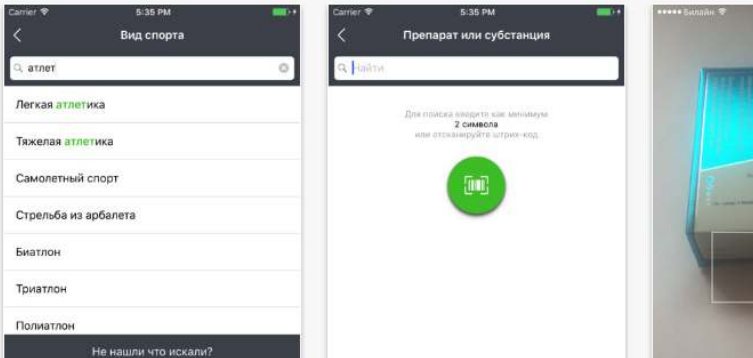 Carrier 5:35 PM
Вид спорта
атлет
Легкая атлетика
Тяжелая атлетика
Самолетный спорт
Стрельба из арбалета
Биатлон
Триатлон
Полиатлон
Не нашли что искали?
Carrier 5:35 PM
Препарат или субстанция
Найти
Для поиска введите как минимум
2 символа
или отсканируйте штрих-код
Билайн